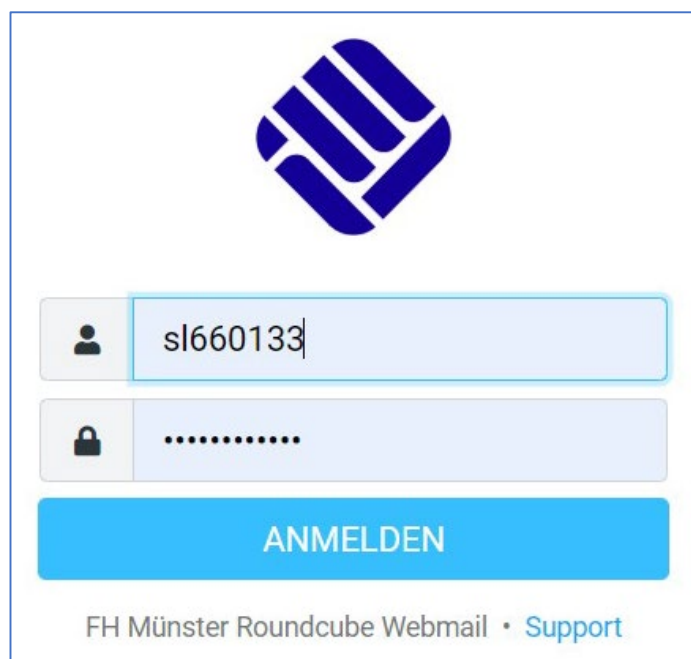 sl660133
••••••••••••
ANMELDEN
FH Münster Roundcube Webmail • Support